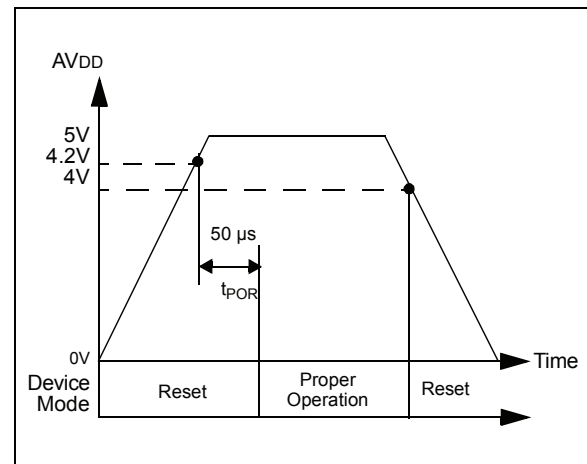 AVDD
5V
4.2V
4V
50 µs
tPOR
0V
Time
Device
Mode
Reset
Proper
Operation
Reset